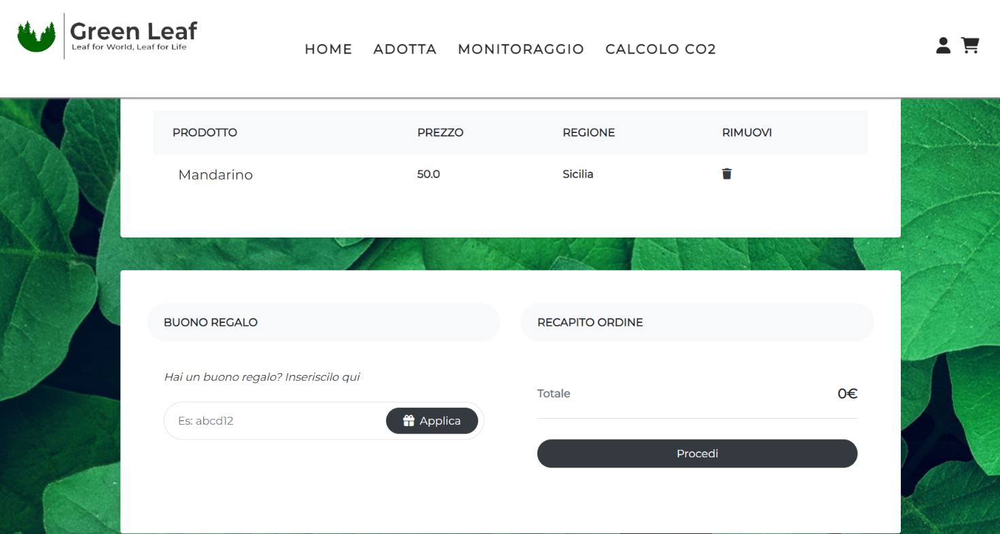 Green Leaf
Leaf for World, Leaf for Life
HOME ADOTTA MONITORAGGIO CALCOLO CO2
PRODOTTO PREZZO REGIONE RIMUOVI
Mandarino 50.0 Sicilia
BUONO REGALO
Hai un buono regalo? Inseriscilo qui
Es: abcd12 Applica
RECAPITO ORDINE
Totale 0€
Procedi